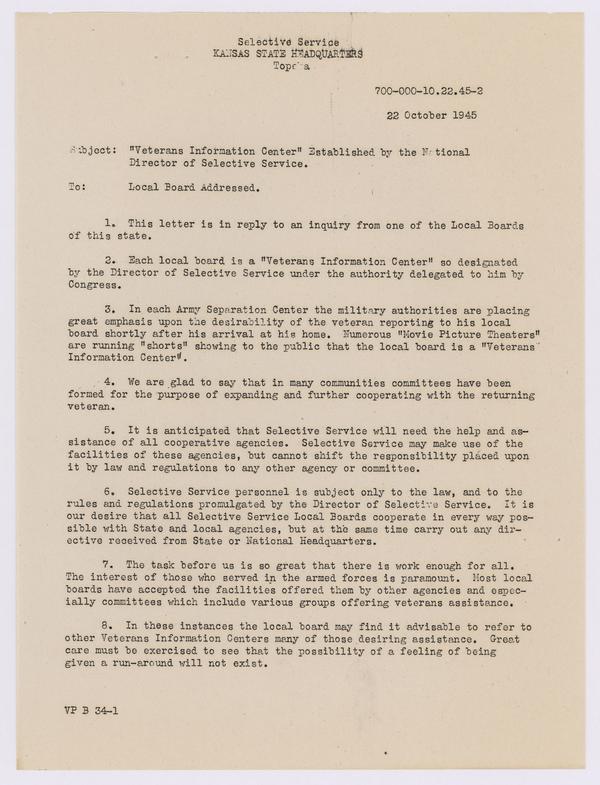 Selective Service
KANSAS STATE HEADQUARTERS
Topeka
700-000-10.22.45-2
22 October 1945
Subject: "Veterans Information Center" Established by the National
Director of Selective Service.
To: Local Board Addressed.
1. This letter is in reply to an inquiry from one of the Local Boards
of this state.
2. Each local board is a "Veterans Information Center" so designated
by the Director of Selective Service under the authority delegated to him by
Congress.
3. In each Army Separation Center the military authorities are placing
great emphasis upon the desirability of the veteran reporting to his local
board shortly after his arrival at his home. Numerous "Movie Picture Theaters"
are running "shorts" showing to the public that the local board is a "Veterans
Information Center".
4. We are glad to say that in many communities committees have been
formed for the purpose of expanding and further cooperating with the returning
veteran.
5. It is anticipated that Selective Service will need the help and as-
sistance of all cooperative agencies. Selective Service may make use of the
facilities of these agencies, but cannot shift the responsibility placed upon
it by law and regulations to any other agency or committee.
6. Selective Service personnel is subject only to the law, and to the
rules and regulations promulgated by the Director of Selective Service. It is
our desire that all Selective Service Local Boards cooperate in every way pos-
sible with State and local agencies, but at the same time carry out any dir-
ective received from State or National Headquarters.
7. The task before us is so great that there is work enough for all.
The interest of those who served in the armed forces is paramount. Most local
boards have accepted the facilities offered them by other agencies and espec-
ially committees which include various groups offering veterans assistance.
8. In these instances the local board may find it advisable to refer to
other Veterans Information Centers many of those desiring assistance. Great
care must be exercised to see that the possibility of a feeling of being
given a run-around will not exist.
VP B 34-1